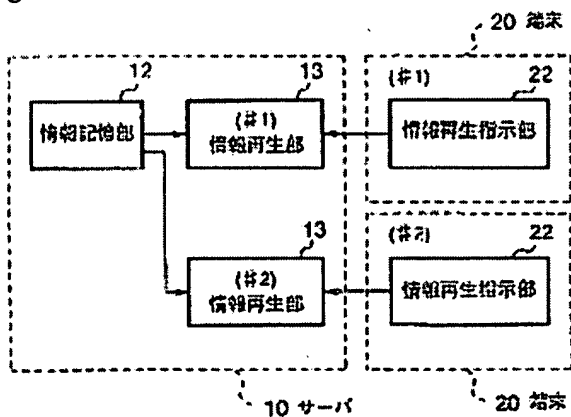 20 端末
12
情報記憶部
13
(#1)
情報再生部
(#1)
22
情報再生指示部
13
(#2)
情報再生部
(#2)
22
情報再生指示部
10 サーバ
20 端末